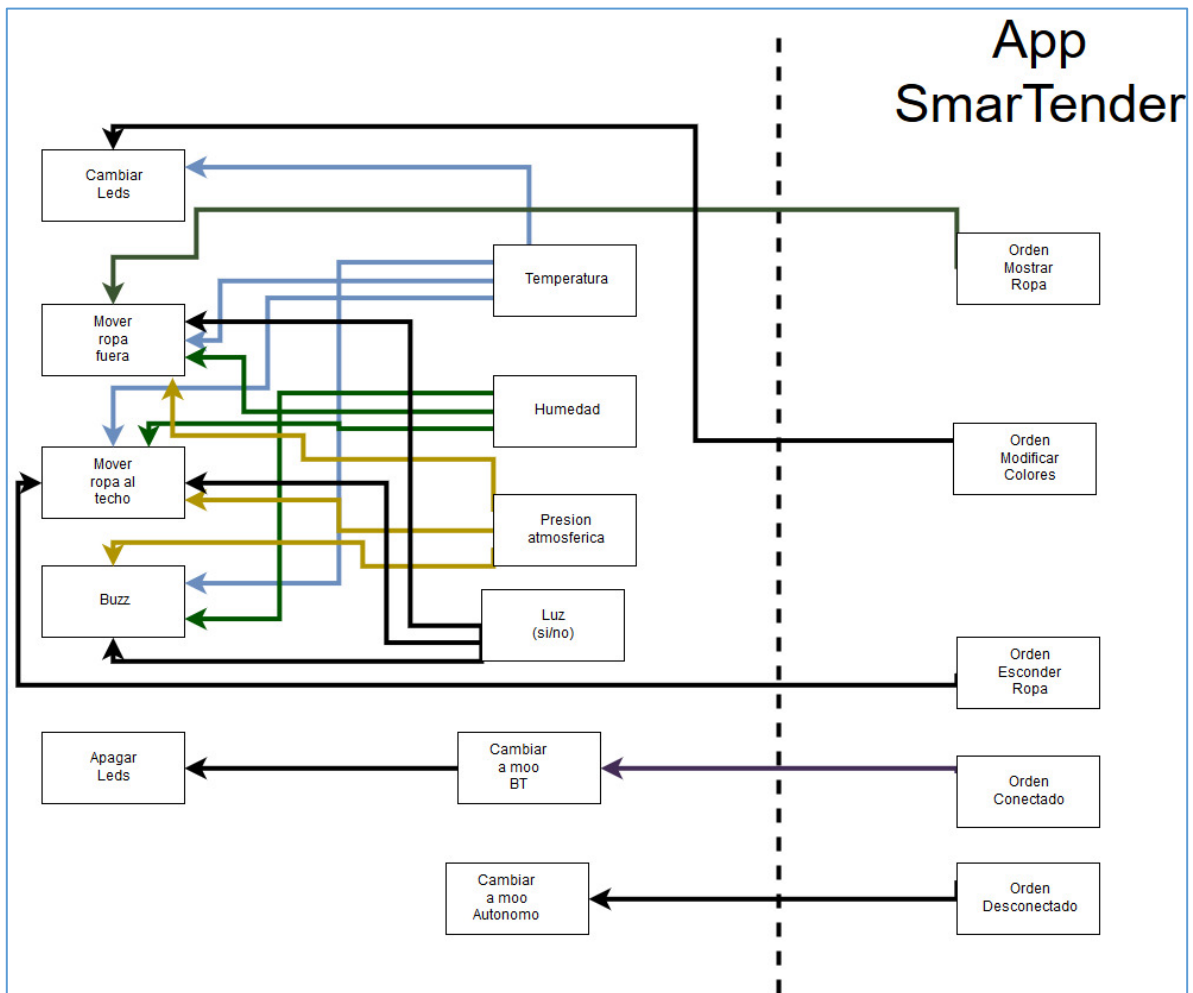 App
SmarTender
Cambiar
Leds
Orden
Mostrar
Ropa
Temperatura
Mover
ropa
fuera
Humedad
Orden
Modificar
Colores
Mover
ropa al
techo
Presion
atmosferica
Buzz
Luz
(si/no)
Orden
Esconder
Ropa
Apagar
Leds
Cambiar
a moo
BT
Orden
Conectado
Cambiar
a moo
Autonomo
Orden
Desconectado